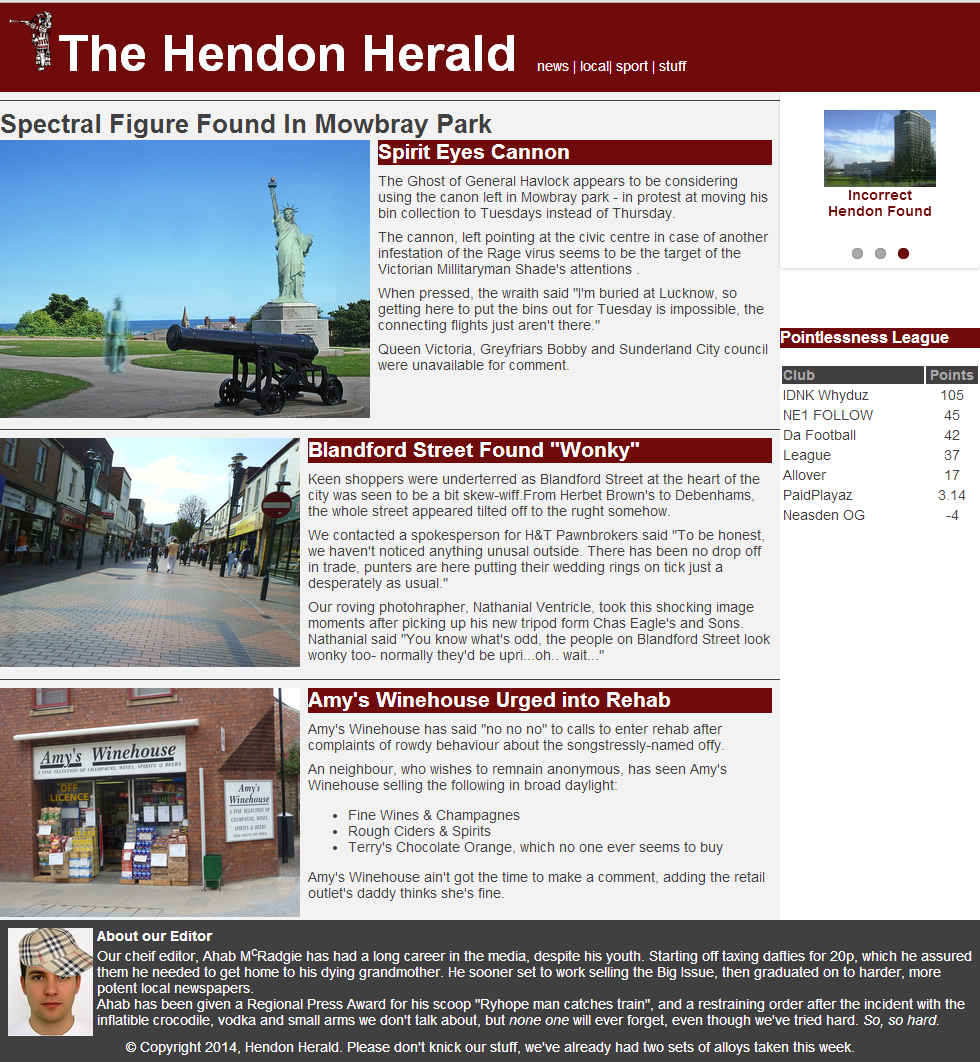 The Hendon Herald
news | local| sport | stuff
Spectral Figure Found In Mowbray Park
Spirit Eyes Cannon
The Ghost of General Havlock appears to be considering
using the canon left in Mowbray park - in protest at moving his
bin collection to Tuesdays instead of Thursday.
The cannon, left pointing at the civic centre in case of another
infestation of the Rage virus seems to be the target of the
Victorian Millitaryman Shade's attentions .
When pressed, the wraith said "I'm buried at Lucknow, so
getting here to put the bins out for Tuesday is impossible, the
connecting flights just aren't there."
Queen Victoria, Greyfriars Bobby and Sunderland City council
were unavailable for comment.
Blandford Street Found "Wonky"
Keen shoppers were underterred as Blandford Street at the heart of the
city was seen to be a bit skew-wiff.From Herbet Brown's to Debenhams,
the whole street appeared tilted off to the rught somehow.
We contacted a spokesperson for H&T Pawnbrokers said "To be honest,
we haven't noticed anything unusal outside. There has been no drop off
in trade, punters are here putting their wedding rings on tick just a
desperately as usual."
Our roving photohrapher, Nathanial Ventricle, took this shocking image
moments after picking up his new tripod form Chas Eagle's and Sons.
Nathanial said "You know what's odd, the people on Blandford Street look
wonky too- normally they'd be upri...oh.. wait..."
Amy's Winehouse
A FINE SELECTION OF CHAMPAGNE, WINES, SPIRITS & BEERS
OFF
LICENCE
Amy's
Winehouse
A FINE SELECTION OF
CHAMPAGNE, WINES,
SPIRITS & BEERS
Amy's Winehouse Urged into Rehab
Amy's Winehouse has said "no no no" to calls to enter rehab after
complaints of rowdy behaviour about the songstressly-named offy.
An neighbour, who wishes to remnain anonymous, has seen Amy's
Winehouse selling the following in broad daylight:
• Fine Wines & Champagnes
• Rough Ciders & Spirits
• Terry's Chocolate Orange, which no one ever seems to buy
Amy's Winehouse ain't got the time to make a comment, adding the retail
outlet's daddy thinks she's fine.
Incorrect
Hendon Found
Pointlessness League
Club Points
IDNK Whyduz 105
NE1 FOLLOW 45
Da Football 42
League 37
Allover 17
PaidPlayaz 3.14
Neasden OG -4
About our Editor
Our cheif editor, Ahab McRadgie has had a long career in the media, despite his youth. Starting off taxing dafties for 20p, which he assured
them he needed to get home to his dying grandmother. He sooner set to work selling the Big Issue, then graduated on to harder, more
potent local newspapers.
Ahab has been given a Regional Press Award for his scoop "Ryhope man catches train", and a restraining order after the incident with the
inflatible crocodile, vodka and small arms we don't talk about, but none one will ever forget, even though we've tried hard. So, so hard.
© Copyright 2014, Hendon Herald. Please don't knick our stuff, we've already had two sets of alloys taken this week.